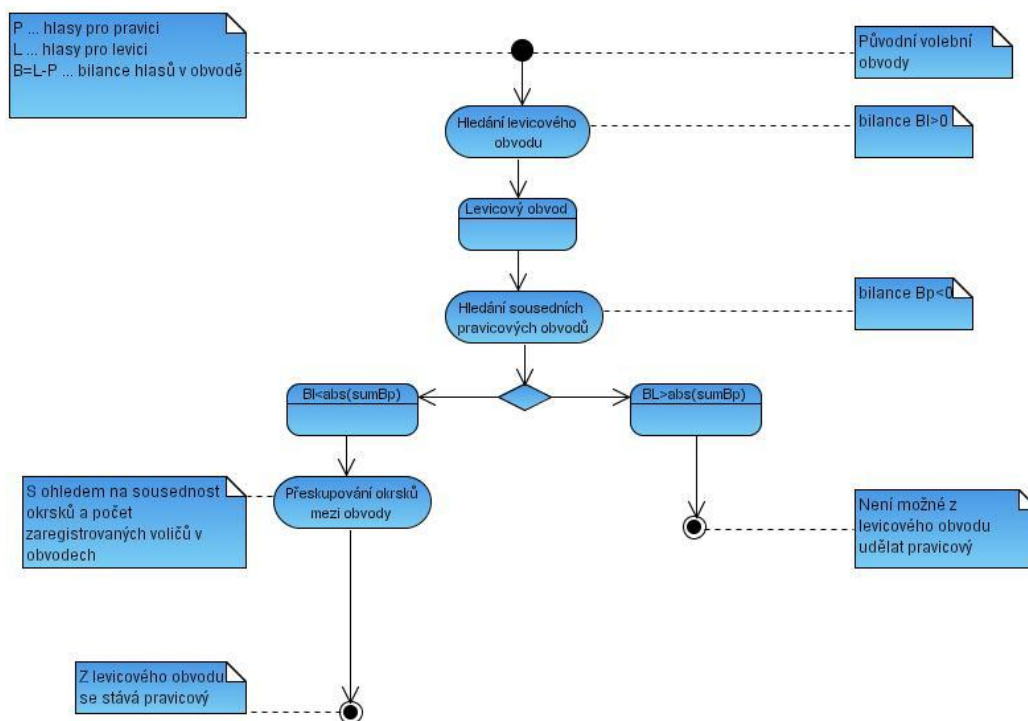 P ... hlasy pro pravici
L ... hlasy pro levici
B=L-P ... bilance hlasů v obvodě
Původní volební
obvody
Hledání levicového
obvodu
bilance Bl>0
Levicový obvod
Hledání sousedních
pravicových obvodů
bilance Bp<0
Bl<abs(sumBp)
BL>abs(sumBp)
S ohledem na sousednost
okrsků a počet
zaregistrovaných voličů v
obvodech
Přeskupování okrsků
mezi obvody
Není možné z
levicového obvodu
udělat pravicový
Z levicového obvodu
se stává pravicový